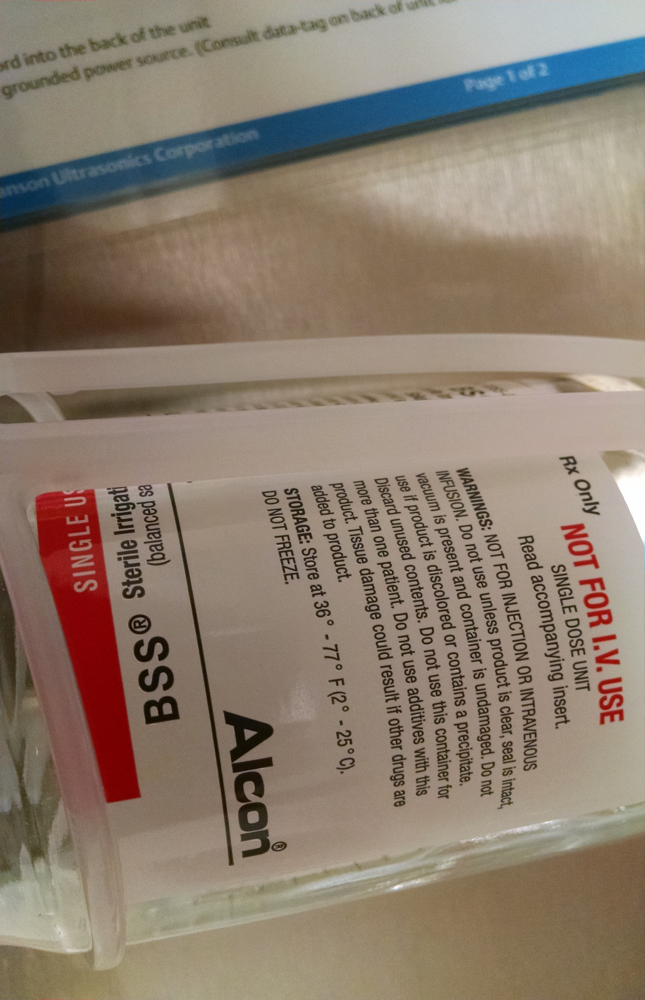 ord into the back of the unit
grounded power source. (Consult data-tag on back of unit
Page 1 of 2
anson Ultrasonics Corporation
Rx Only
NOT FOR I.V. USE
SINGLE DOSE UNIT
Read accompanying insert.
WARNINGS: NOT FOR INJECTION OR INTRAVENOUS
INFUSION. Do not use unless product is clear, seal is intact,
vacuum is present and container is undamaged. Do not
use if product is discolored or contains a precipitate.
Discard unused contents. Do not use this container for
more than one patient. Do not use additives with this
product. Tissue damage could result if other drugs are
added to product.
STORAGE: Store at 36° - 77° F (2° - 25°C).
DO NOT FREEZE.
Alcon®
(balanced sa
BSS® Sterile Irrigati
SINGLE US